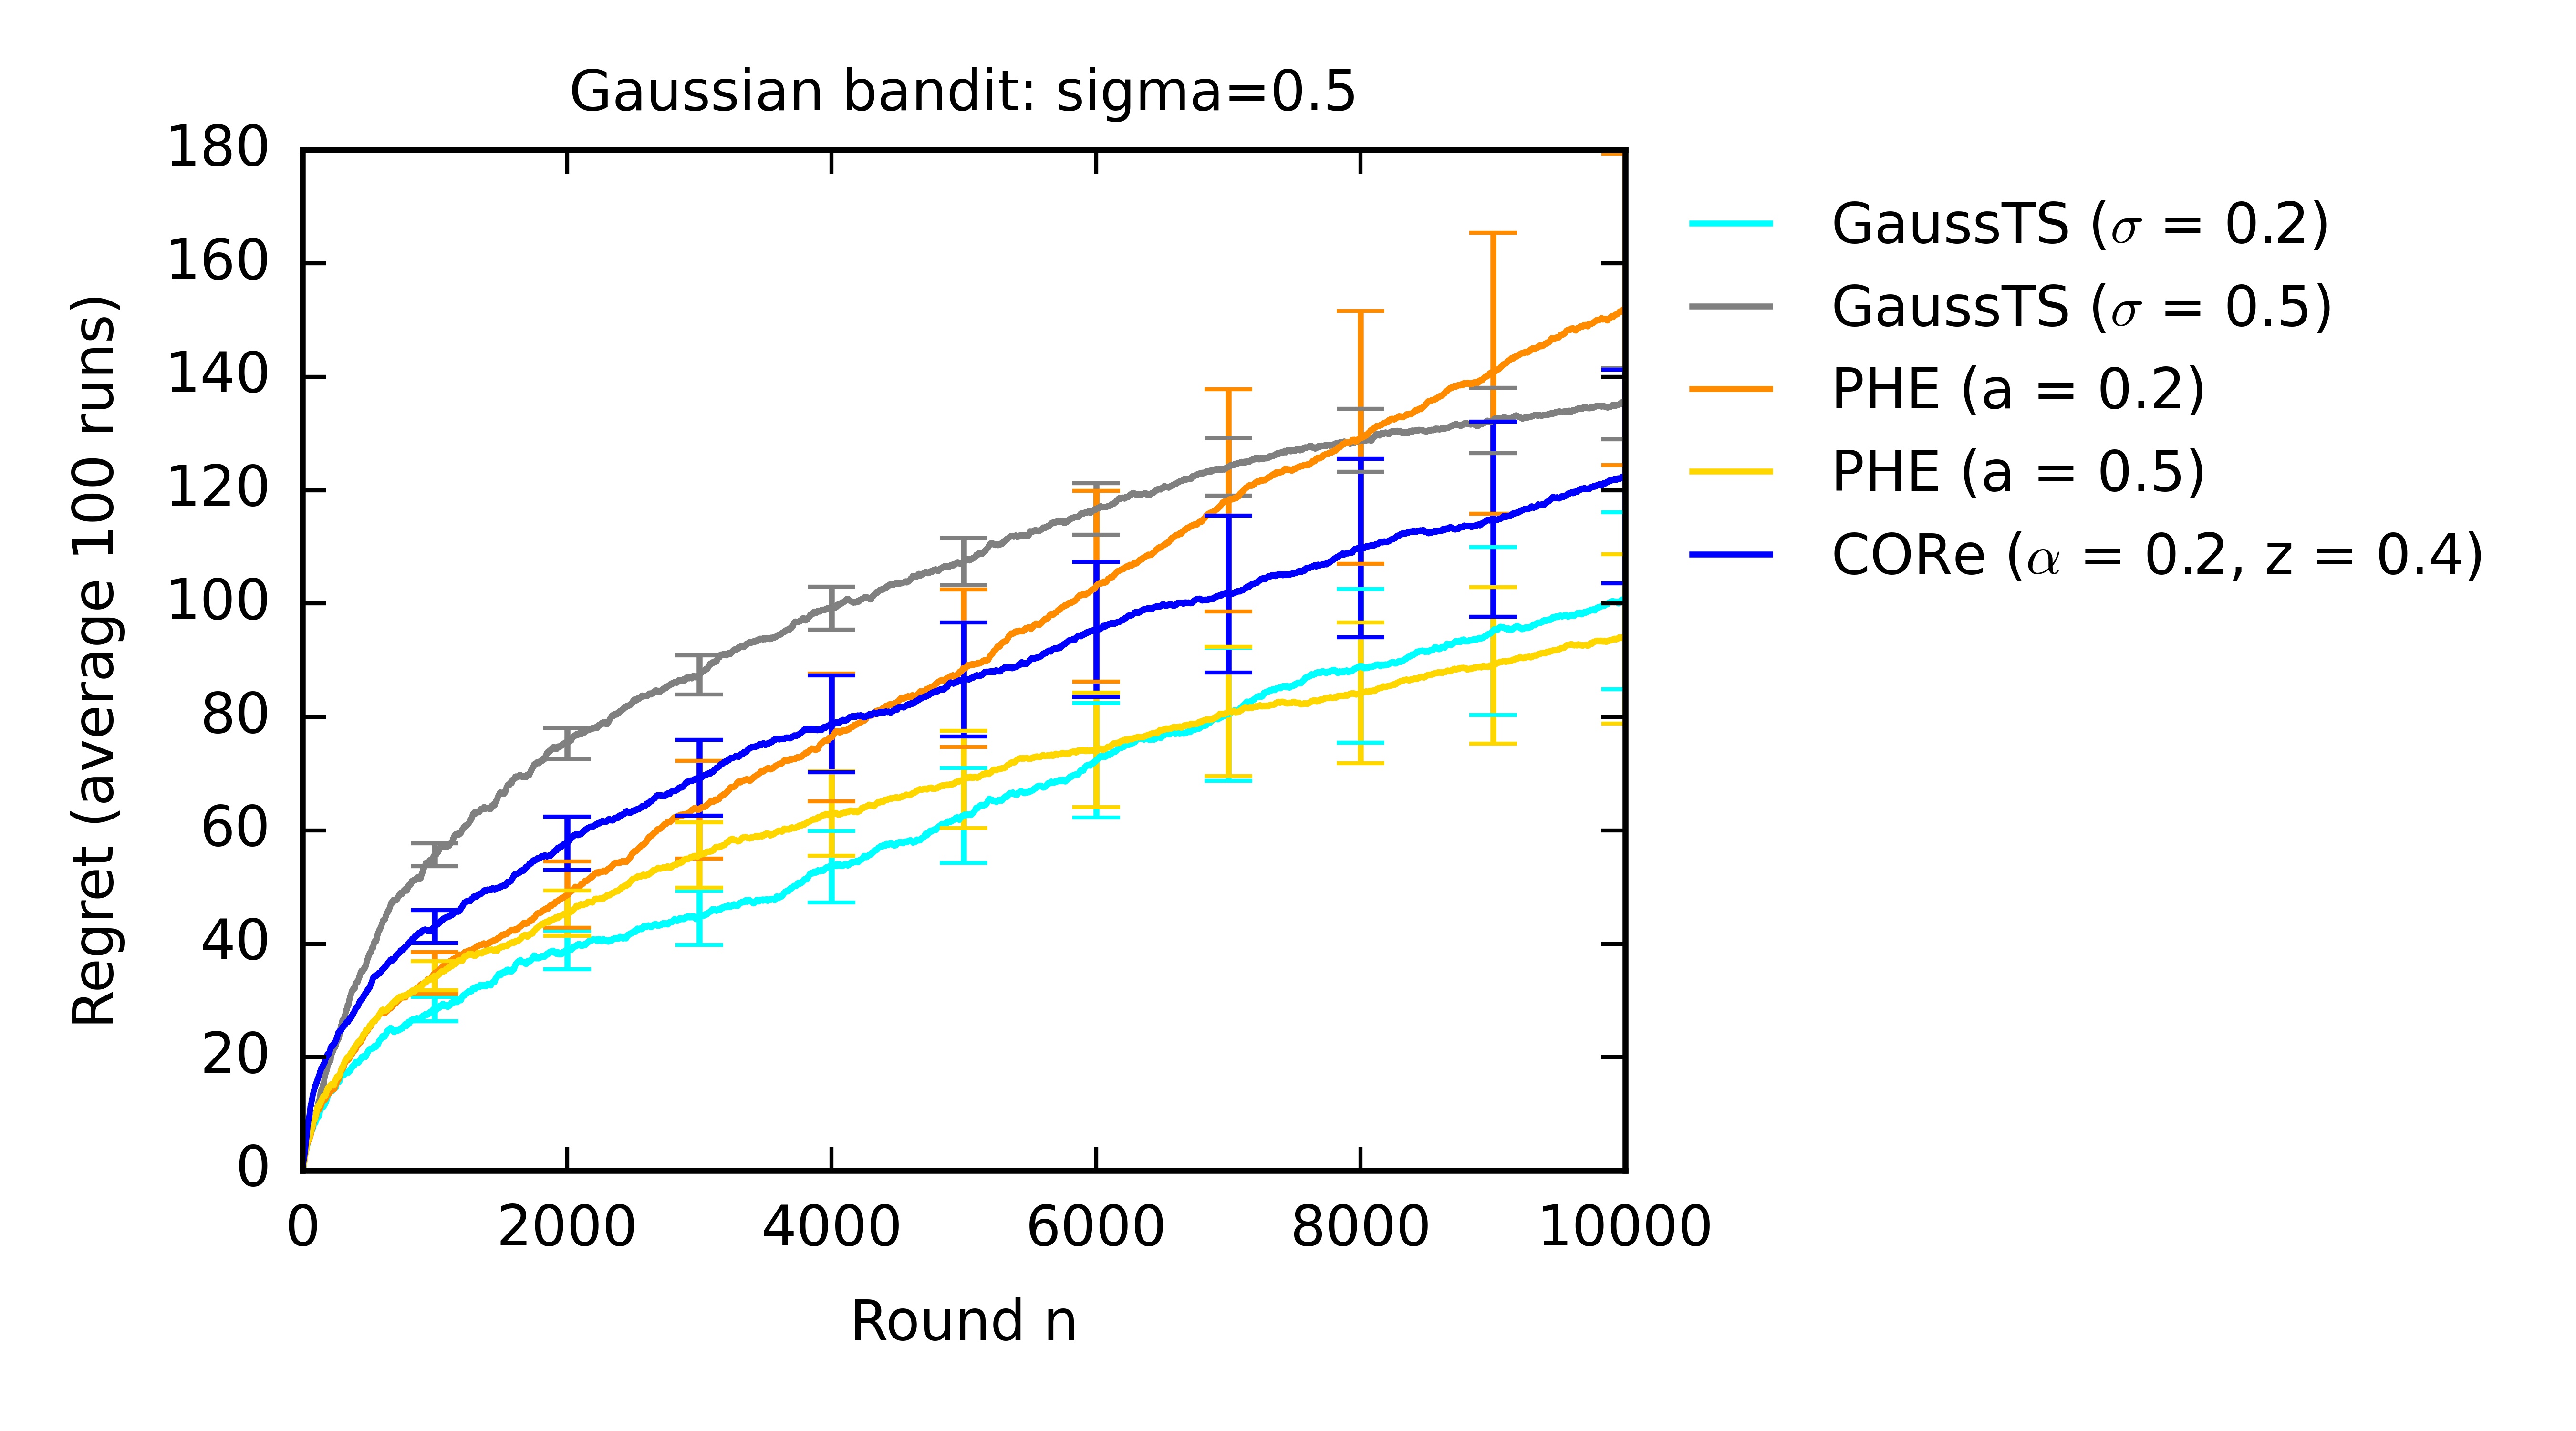 Gaussian bandit: sigma=0.5
180
160
140
120
100
80
60
40
20
0
Regret (average 100 runs)
0 2000 4000 6000 8000 10000
Round n
GaussTS (σ = 0.2)
GaussTS (σ = 0.5)
PHE (a = 0.2)
PHE (a = 0.5)
CORe (α = 0.2, z = 0.4)